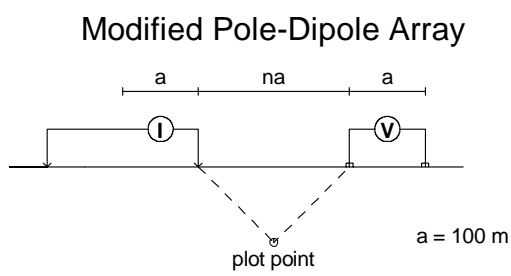 Modified Pole-Dipole Array
a na a
I V
a = 100 m
plot point